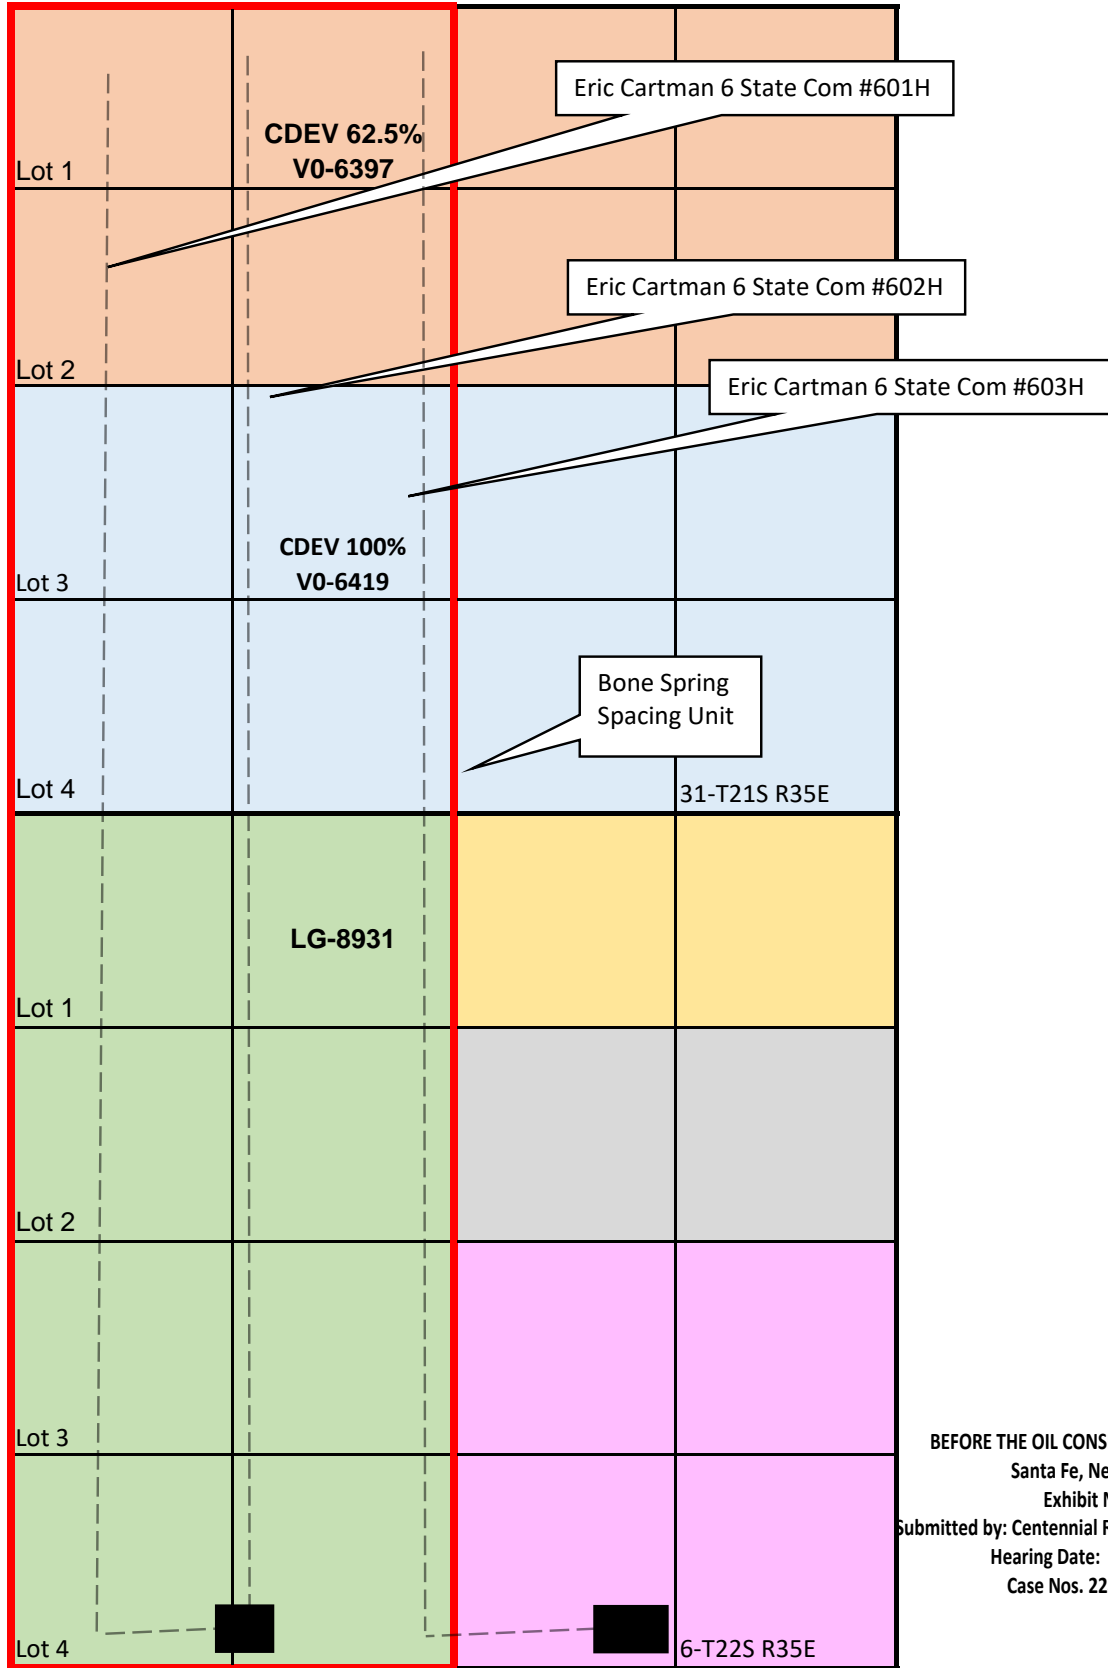 Eric Cartman 6 State Com #601H
CDEV 62.5%
V0-6397
Lot 1
Eric Cartman 6 State Com #602H
Lot 2
Eric Cartman 6 State Com #603H
CDEV 100%
V0-6419
Lot 3
Bone Spring
Spacing Unit
Lot 4
31-T21S R35E
LG-8931
Lot 1
Lot 2
Lot 3
BEFORE THE OIL CONS
Santa Fe, Ne
Exhibit N
Submitted by: Centennial R
Hearing Date:
Case Nos. 22
Lot 4
6-T22S R35E